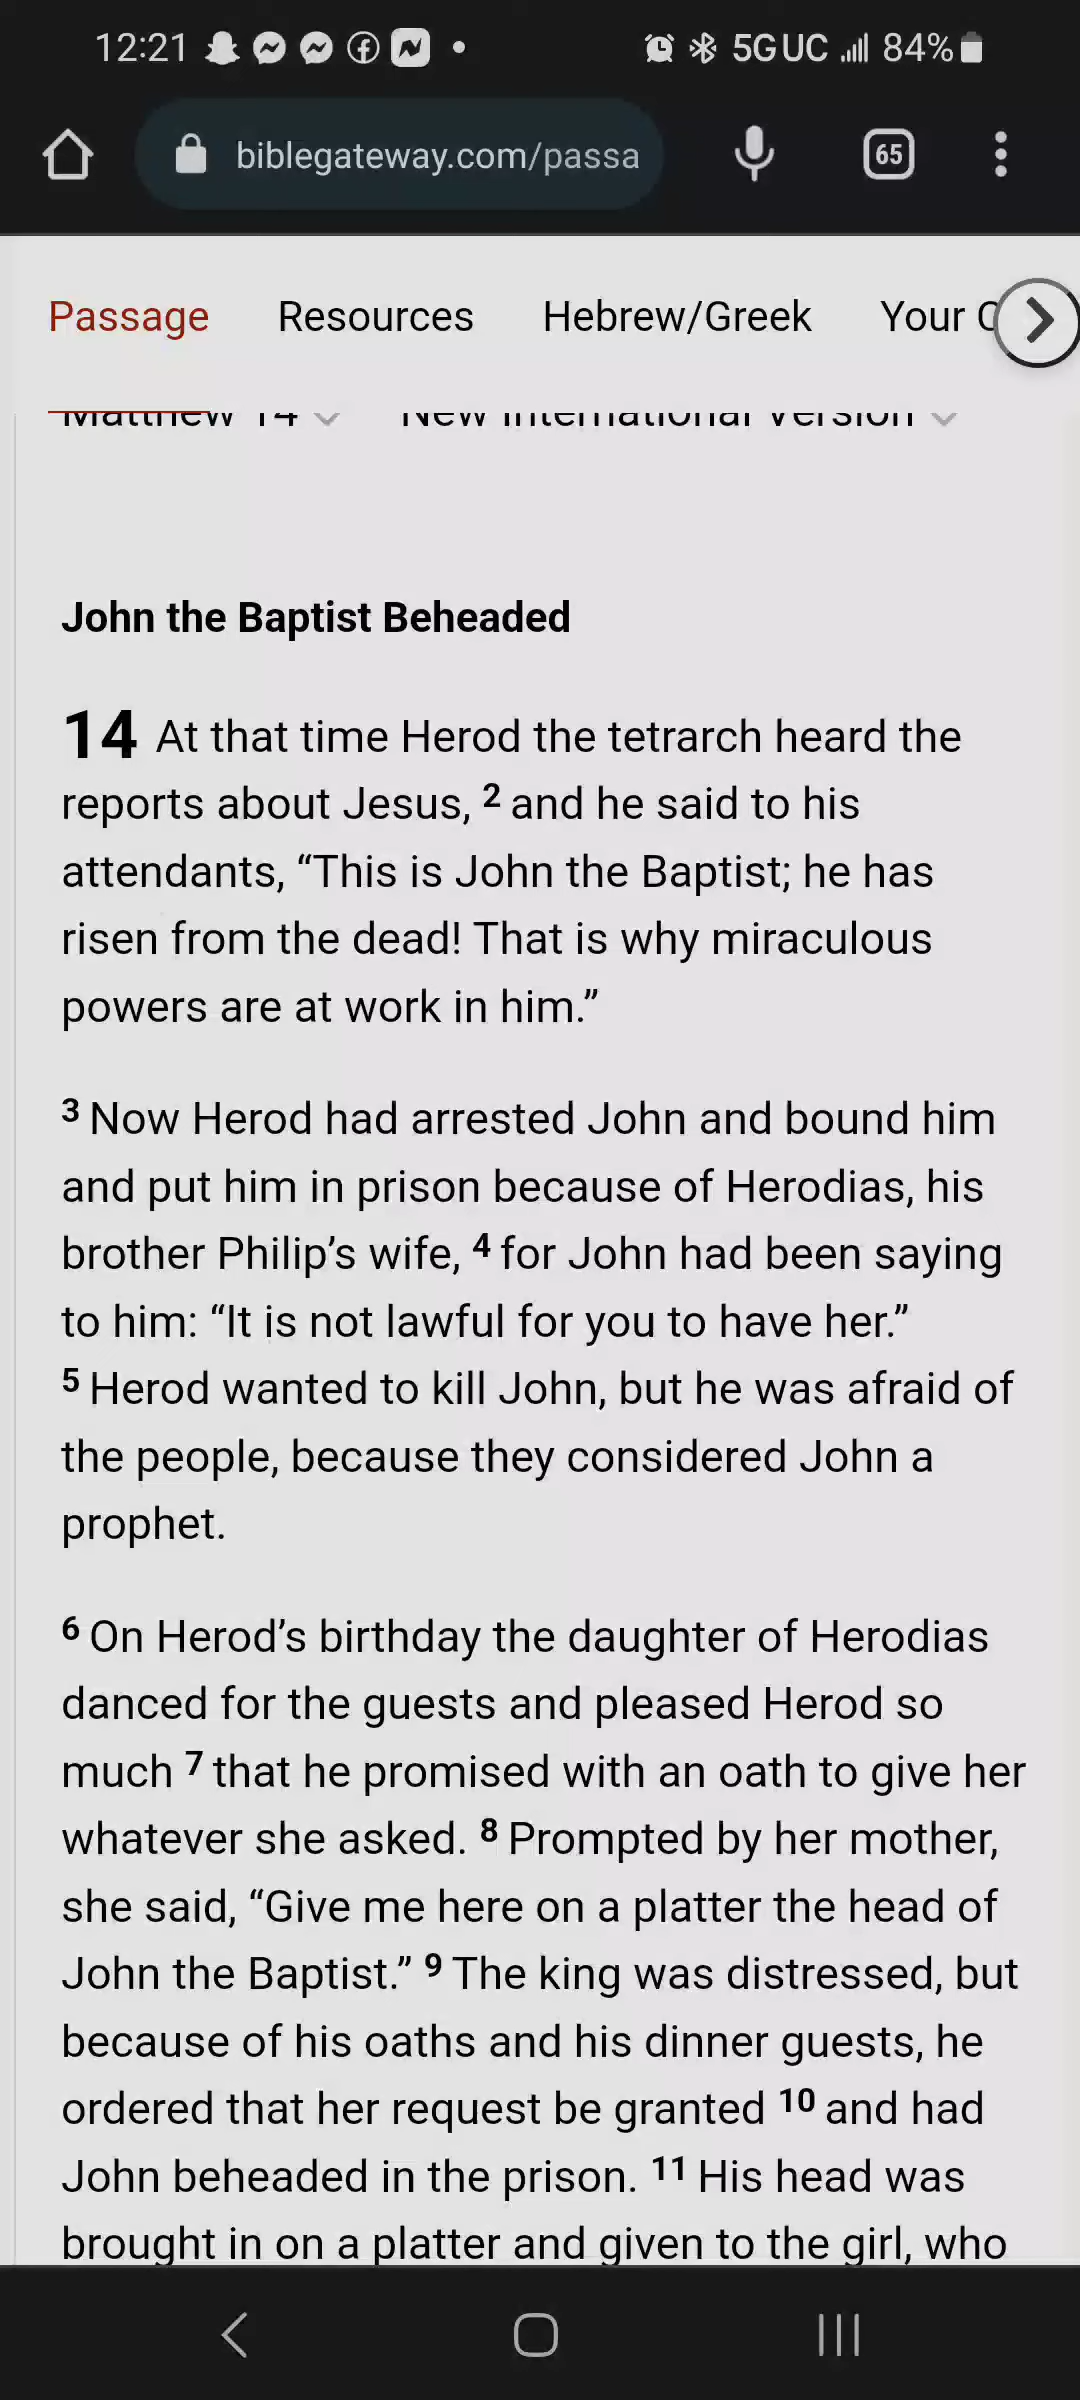 12:21 5G UC 84%
biblegateway.com/passa 65
Passage Resources Hebrew/Greek Your
Matthew 14 New International Version
John the Baptist Beheaded
14 At that time Herod the tetrarch heard the
reports about Jesus, 2 and he said to his
attendants, “This is John the Baptist; he has
risen from the dead! That is why miraculous
powers are at work in him.”
3 Now Herod had arrested John and bound him
and put him in prison because of Herodias, his
brother Philip’s wife, 4 for John had been saying
to him: “It is not lawful for you to have her.”
5 Herod wanted to kill John, but he was afraid of
the people, because they considered John a
prophet.
6 On Herod’s birthday the daughter of Herodias
danced for the guests and pleased Herod so
much 7 that he promised with an oath to give her
whatever she asked. 8 Prompted by her mother,
she said, “Give me here on a platter the head of
John the Baptist.” 9 The king was distressed, but
because of his oaths and his dinner guests, he
ordered that her request be granted 10 and had
John beheaded in the prison. 11 His head was
brought in on a platter and given to the girl, who